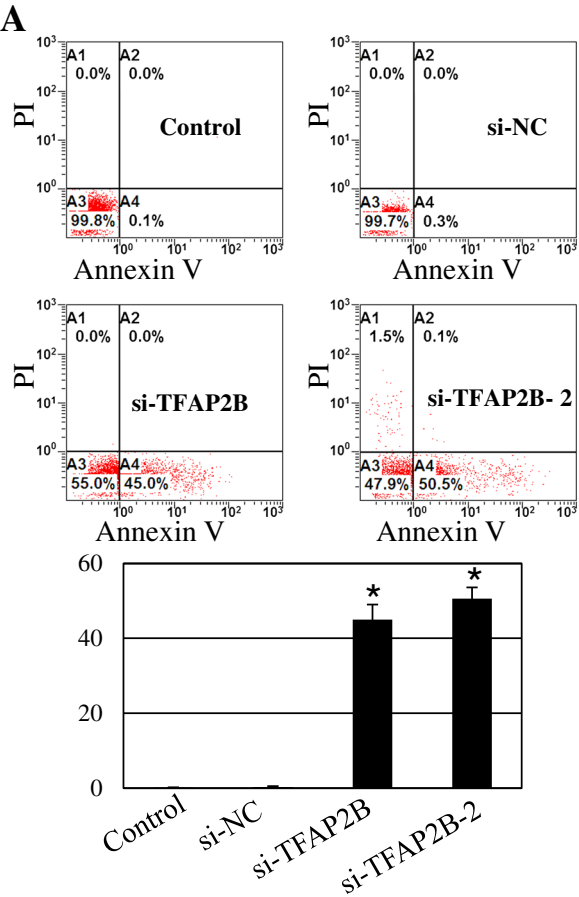 A
10³ A1 A2 10³ A1 A2
0.0% 0.0% 0.0% 0.0%
10² 10²
PI Control PI si-NC
10¹ 10¹
10⁰ 10⁰
A3 A4 A3 A4
99.8% 0.1% 99.7% 0.3%
10⁰ 10¹ 10² 10³ 10⁰ 10¹ 10² 10³
Annexin V Annexin V
10³ A1 A2 10³ A1 A2
0.0% 0.0% 1.5% 0.1%
10² 10²
PI si-TFAP2B PI si-TFAP2B- 2
10¹ 10¹
10⁰ 10⁰
A3 A4 A3 A4
55.0% 45.0% 47.9% 50.5%
10⁰ 10¹ 10² 10³ 10⁰ 10¹ 10² 10³
Annexin V Annexin V
60
* *
40
20
0
Control si-NC si-TFAP2B si-TFAP2B-2